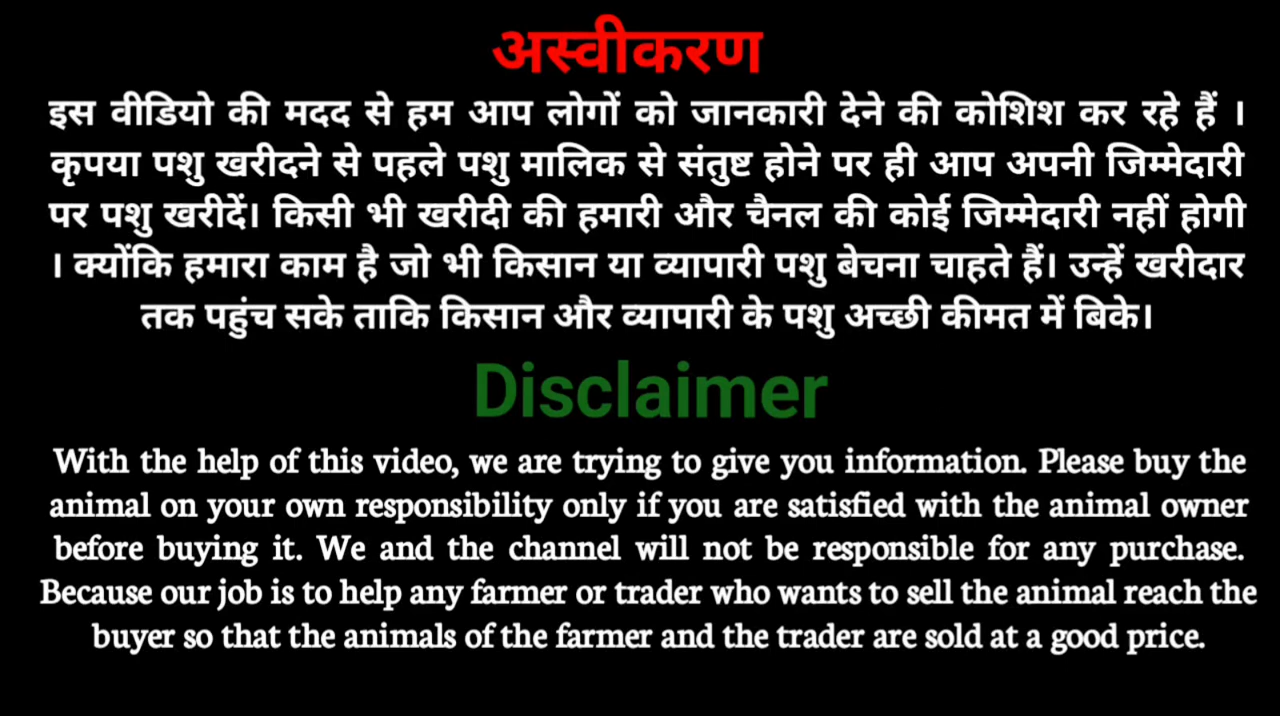 अस्वीकरण
इस वीडियो की मदद से हम आप लोगों को जानकारी देने की कोशिश कर रहे हैं ।
कृपया पशु खरीदने से पहले पशु मालिक से संतुष्ट होने पर ही आप अपनी जिम्मेदारी
पर पशु खरीदें। किसी भी खरीदी की हमारी और चैनल की कोई जिम्मेदारी नहीं होगी
। क्योंकि हमारा काम है जो भी किसान या व्यापारी पशु बेचना चाहते हैं। उन्हें खरीदार
तक पहुंच सके ताकि किसान और व्यापारी के पशु अच्छी कीमत में बिके।
Disclaimer
With the help of this video, we are trying to give you information. Please buy the
animal on your own responsibility only if you are satisfied with the animal owner
before buying it. We and the channel will not be responsible for any purchase.
Because our job is to help any farmer or trader who wants to sell the animal reach the
buyer so that the animals of the farmer and the trader are sold at a good price.